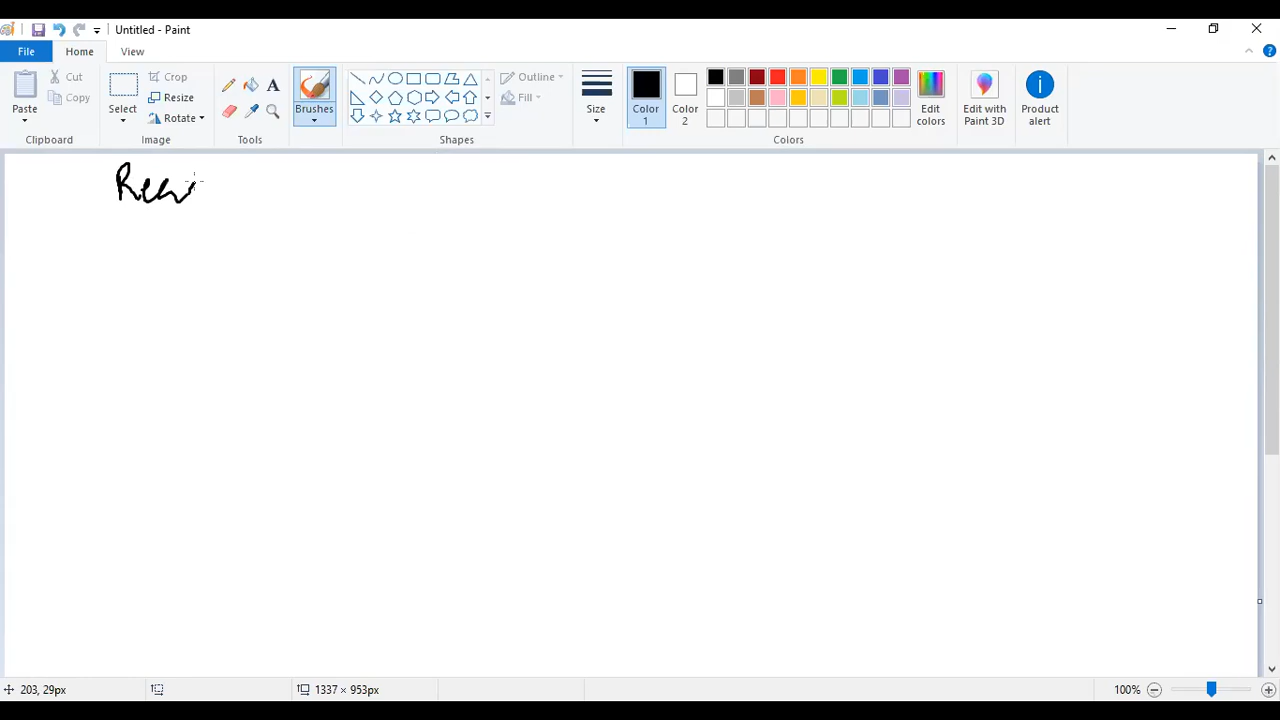 Untitled - Paint
File Home View
Paste
Cut
Copy
Clipboard
Select
Crop
Resize
Rotate
Image
Tools
Brushes
Shapes
Outline
Fill
Size
Color 1
Color 2
Colors
Edit colors
Edit with Paint 3D
Product alert
203, 29px
1337 × 953px
100%